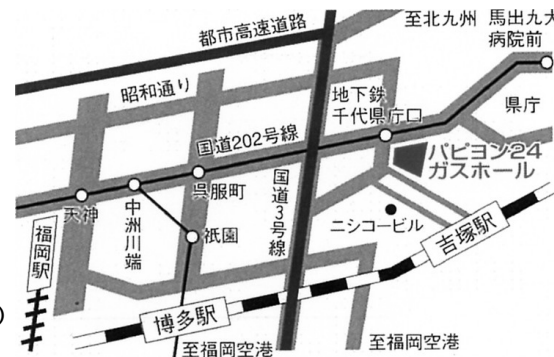 都市高速道路
至北九州
馬出九大
病院前
昭和通り
地下鉄
千代県庁口
県庁
国道202号線
パピヨン24
ガスホール
呉服町
天神
中洲川端
国道3号線
ニシコービル
祇園
吉塚駅
福岡駅
博多駅
至福岡空港
至福岡空港